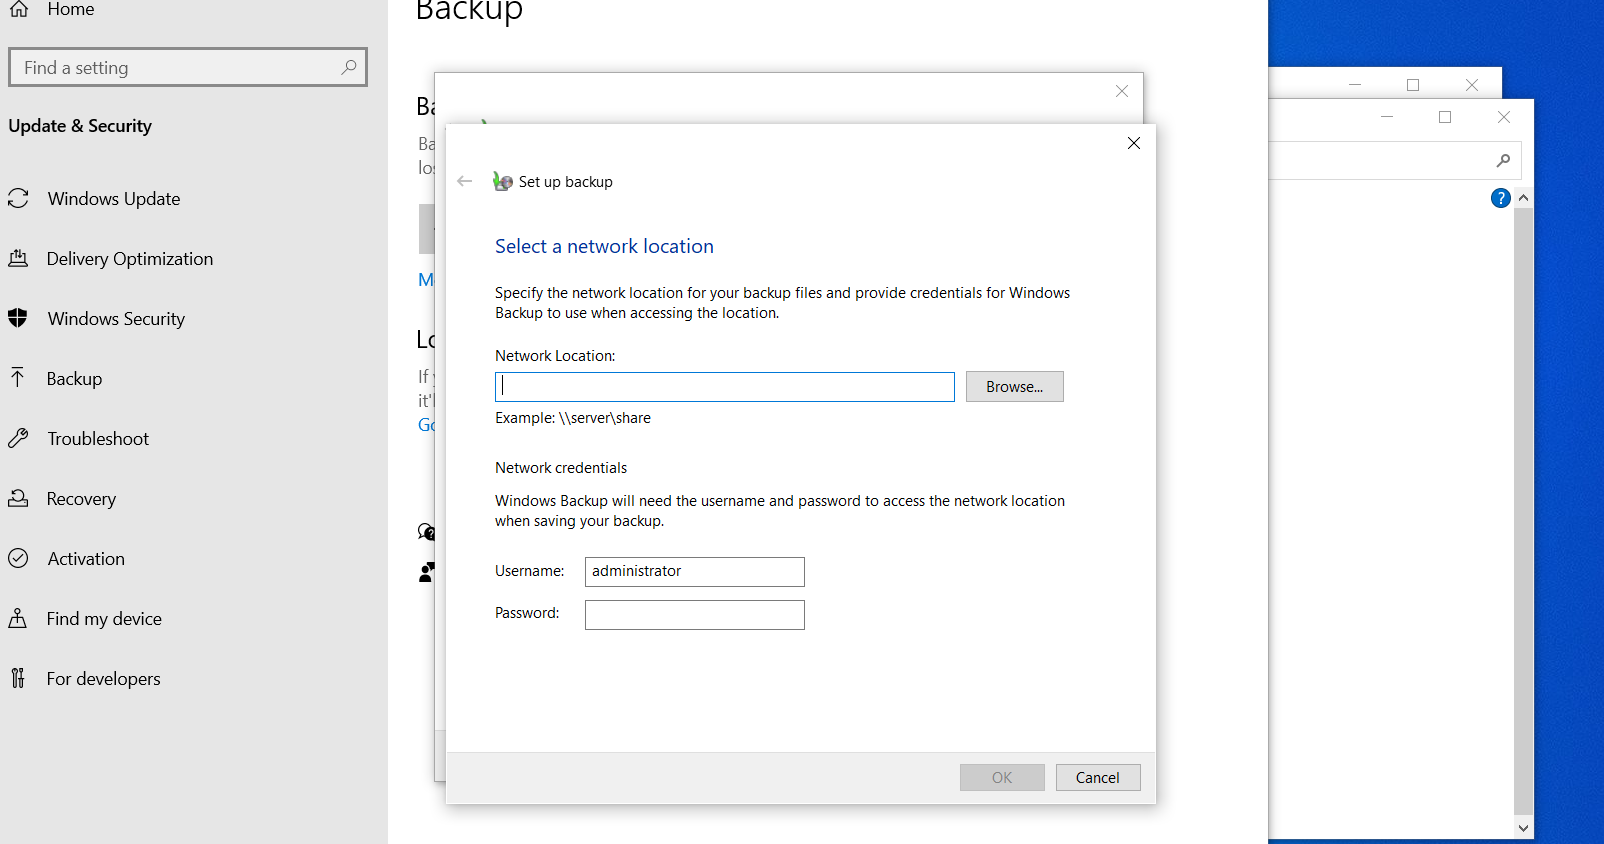 Home
Find a setting
Update & Security
Windows Update
Delivery Optimization
Windows Security
Backup
Troubleshoot
Recovery
Activation
Find my device
For developers
Backup
Set up backup
Select a network location
Specify the network location for your backup files and provide credentials for Windows
Backup to use when accessing the location.
Network Location:
Browse...
Example: \\server\share
Network credentials
Windows Backup will need the username and password to access the network location
when saving your backup.
Username: administrator
Password:
OK Cancel